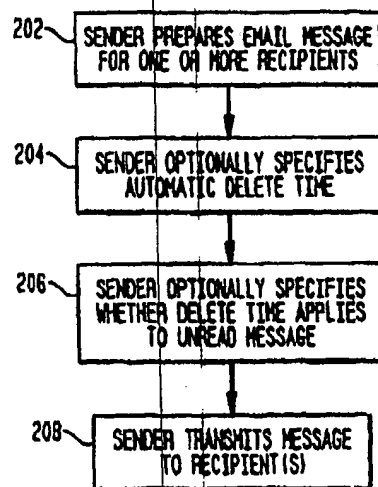 202
SENDER PREPARES EMAIL MESSAGE
FOR ONE OR MORE RECIPIENTS
204
SENDER OPTIONALLY SPECIFIES
AUTOMATIC DELETE TIME
206
SENDER OPTIONALLY SPECIFIES
WHETHER DELETE TIME APPLIES
TO UNREAD MESSAGE
208
SENDER TRANSMITS MESSAGE
TO RECIPIENT(S)